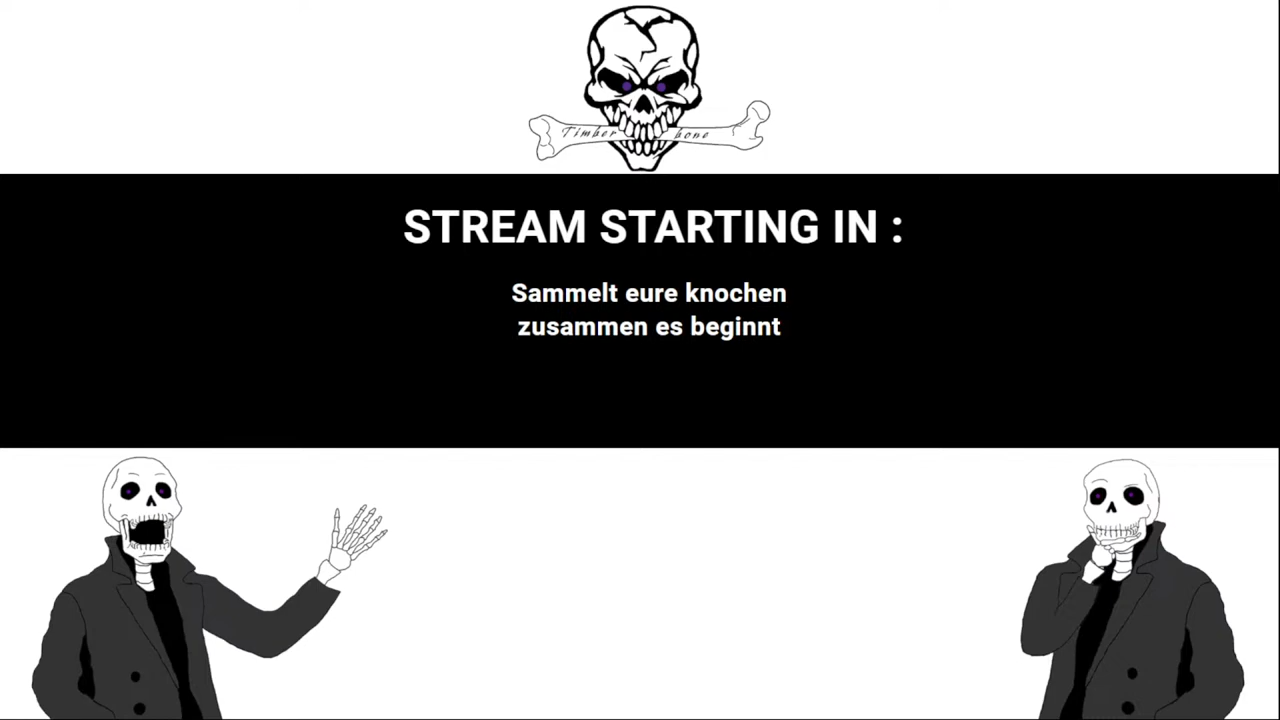 Timber bone
STREAM STARTING IN :
Sammelt eure knochen
zusammen es beginnt